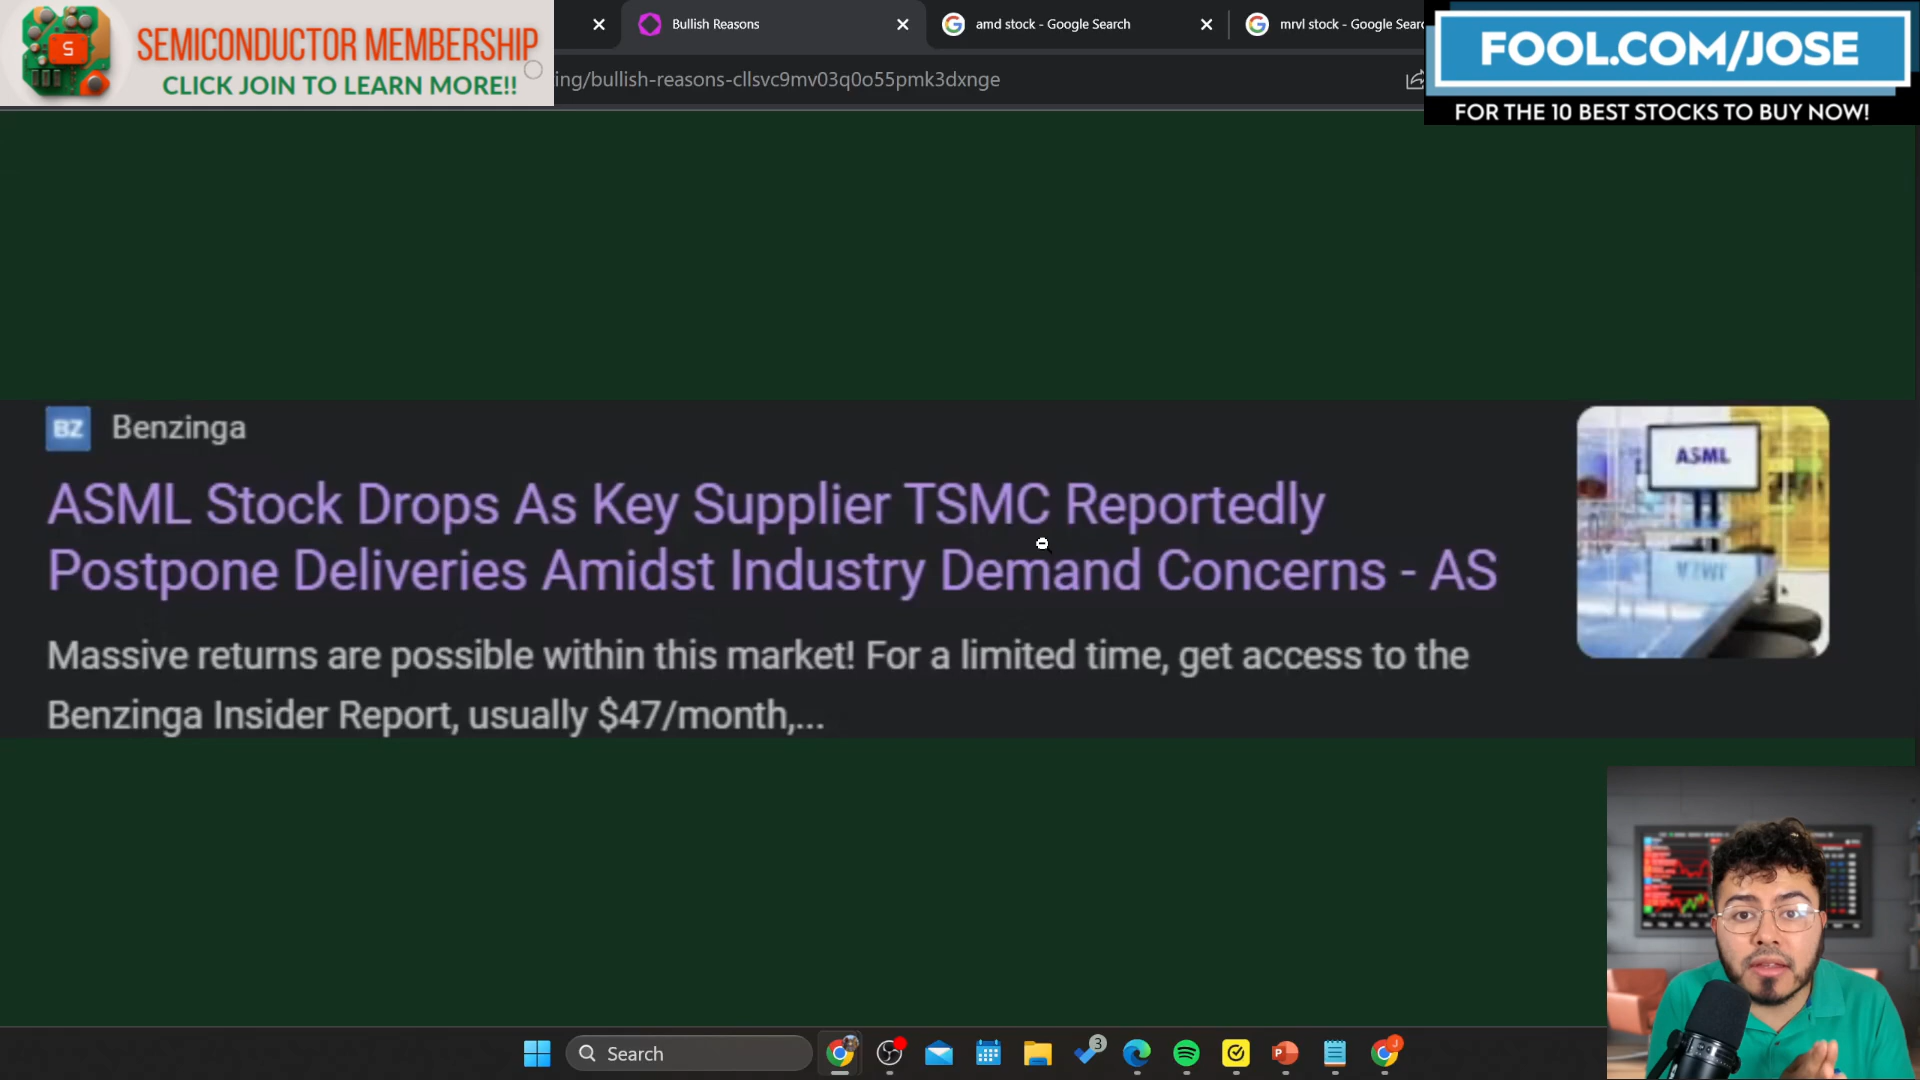 S
SEMICONDUCTOR MEMBERSHIP
CLICK JOIN TO LEARN MORE!!
Bullish Reasons
amd stock - Google Search
mrvl stock - Google Searc
FOOL.COM/JOSE
FOR THE 10 BEST STOCKS TO BUY NOW!
ing/bullish-reasons-cllsvc9mv03q0o55pmk3dxnge
BZ
Benzinga
ASML
ASML Stock Drops As Key Supplier TSMC Reportedly
Postpone Deliveries Amidst Industry Demand Concerns - AS
Massive returns are possible within this market! For a limited time, get access to the
Benzinga Insider Report, usually $47/month,...
Search
3
P
J